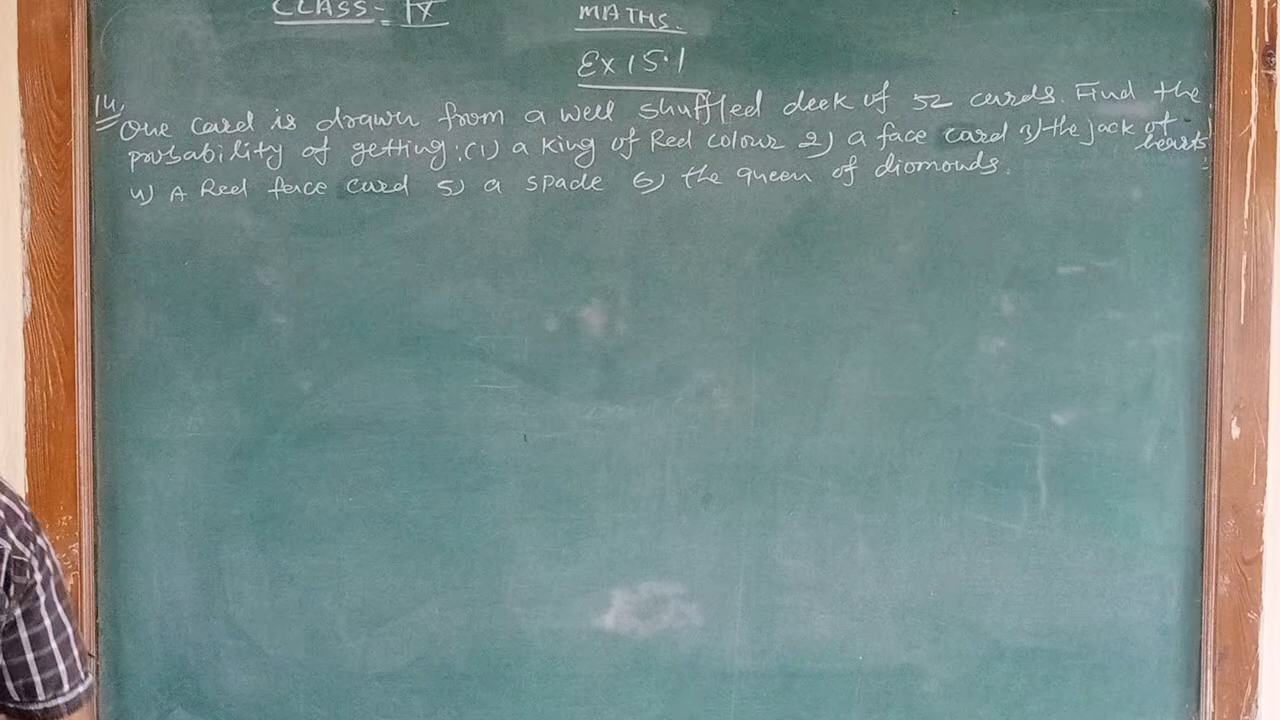 CLASS- IX
MATHS.
Ex 15.1
14, One card is drawn from a well shuffled deck of 52 cards. Find the
probability of getting: (1) a king of Red colour 2) a face card 3) the jack of hearts
4) A Red face card 5) a spade 6) the queen of diomonds.